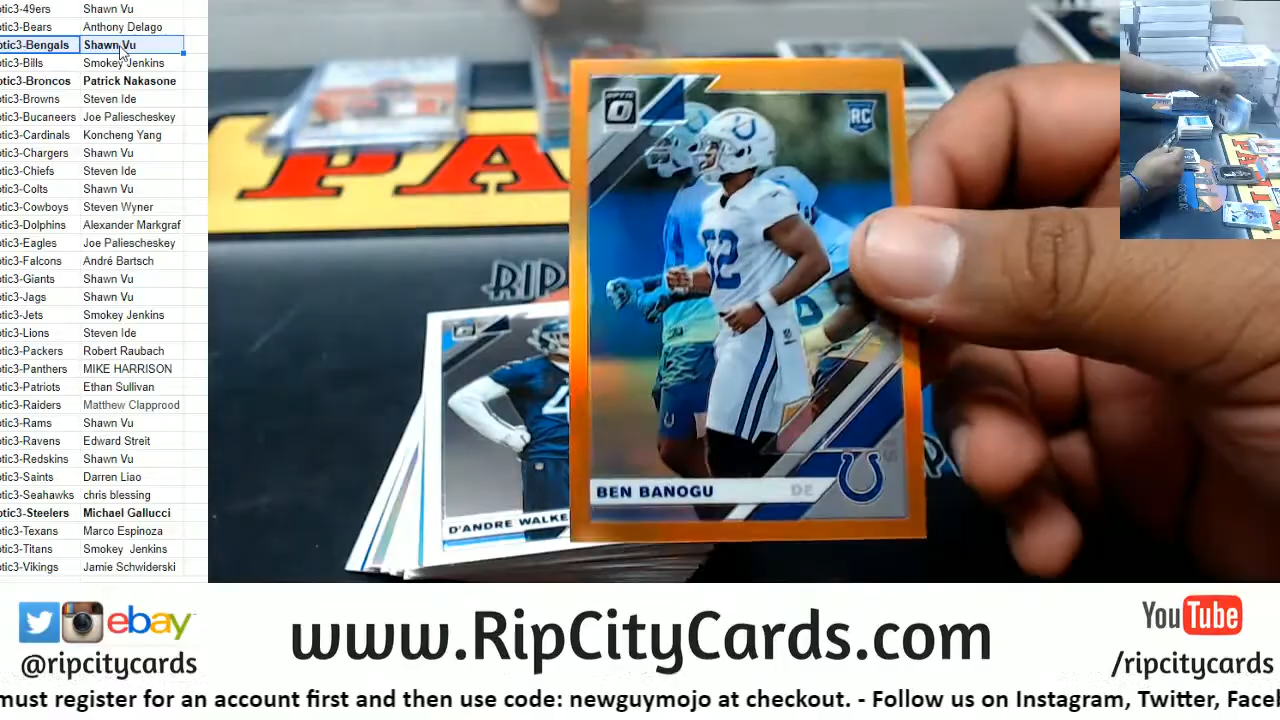 otic3-49ers Shawn Vu
otic3-Bears Anthony Delago
otic3-Bengals Shawn Vu
otic3-Bills Smokey Jenkins
otic3-Broncos Patrick Nakasone
otic3-Browns Steven Ide
otic3-Bucaneers Joe Paliescheskey
otic3-Cardinals Koncheng Yang
otic3-Chargers Shawn Vu
otic3-Chiefs Steven Ide
otic3-Colts Shawn Vu
otic3-Cowboys Steven Wyner
otic3-Dolphins Alexander Markgraf
otic3-Eagles Joe Paliescheskey
otic3-Falcons André Bartsch
otic3-Giants Shawn Vu
otic3-Jags Shawn Vu
otic3-Jets Smokey Jenkins
otic3-Lions Steven Ide
otic3-Packers Robert Raubach
otic3-Panthers MIKE HARRISON
otic3-Patriots Ethan Sullivan
otic3-Raiders Matthew Clapprood
otic3-Rams Shawn Vu
otic3-Ravens Edward Streit
otic3-Redskins Shawn Vu
otic3-Saints Darren Liao
otic3-Seahawks chris blessing
otic3-Steelers Michael Gallucci
otic3-Texans Marco Espinoza
otic3-Titans Smokey Jenkins
otic3-Vikings Jamie Schwiderski
PA
RIP
OPTIC
RC
52
BEN BANOGU DE
D'ANDRE WALKE
ebay
@ripcitycards
www.RipCityCards.com
YouTube
/ripcitycards
must register for an account first and then use code: newguymojo at checkout. - Follow us on Instagram, Twitter, Faceb